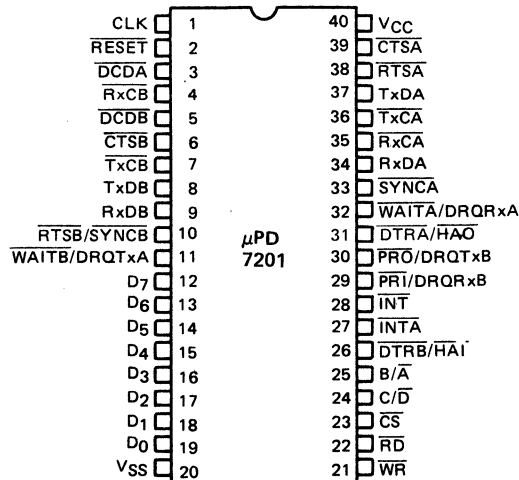 CLK 1 40 VCC
RESET 2 39 CTSA
DCDA 3 38 RTSA
RxCB 4 37 TxDA
DCDB 5 36 TxCA
CTSB 6 35 RxCA
TxCB 7 34 RxDA
TxDB 8 33 SYNCA
RxDB 9 32 WAITA/DRQRxA
RTSB/SYNCB 10 31 DTRA/HAO
WAITB/DRQTxA 11 30 PRO/DRQTxB
μPD
7201
D7 12 29 PRI/DRQRxB
D6 13 28 INT
D5 14 27 INTA
D4 15 26 DTRB/HAI
D3 16 25 B/A
D2 17 24 C/D
D1 18 23 CS
D0 19 22 RD
VSS 20 21 WR